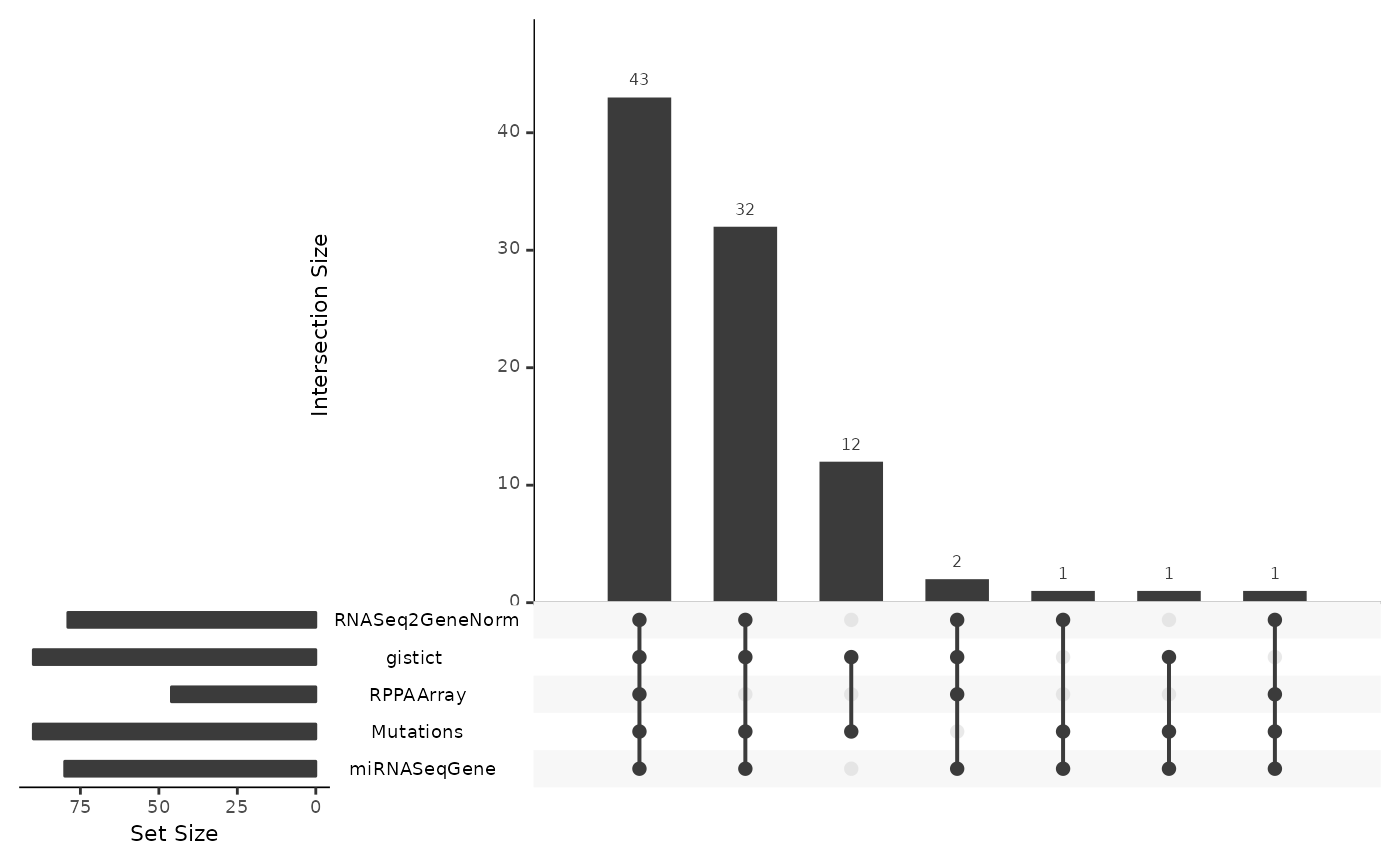 43
40
32
30
Intersection Size
20
12
10
2
1
1
1
0
RNASeq2GeneNorm
gistict
RPPAArray
Mutations
miRNASeqGene
75 50 25 0
Set Size